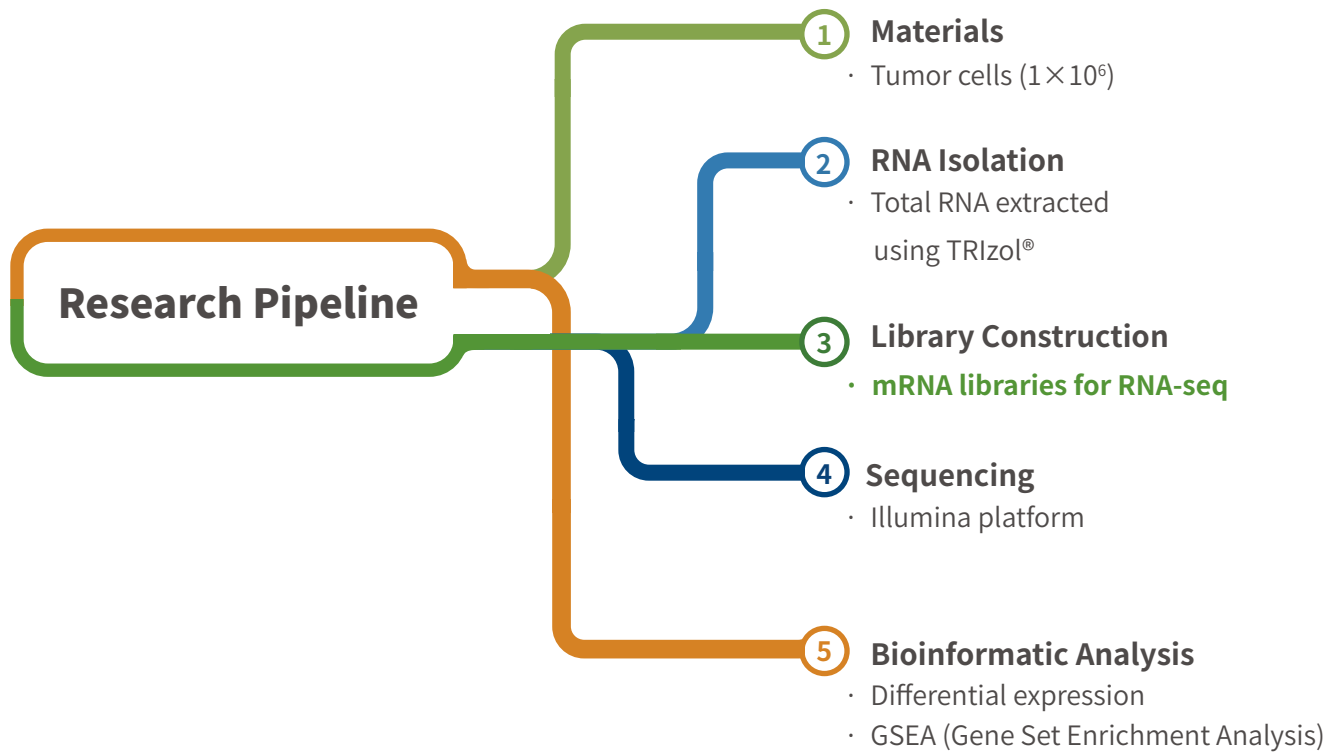 Research Pipeline
1 Materials
· Tumor cells (1×10⁶)
2 RNA Isolation
· Total RNA extracted
using TRIzol®
3 Library Construction
· mRNA libraries for RNA-seq
4 Sequencing
· Illumina platform
5 Bioinformatic Analysis
· Differential expression
· GSEA (Gene Set Enrichment Analysis)